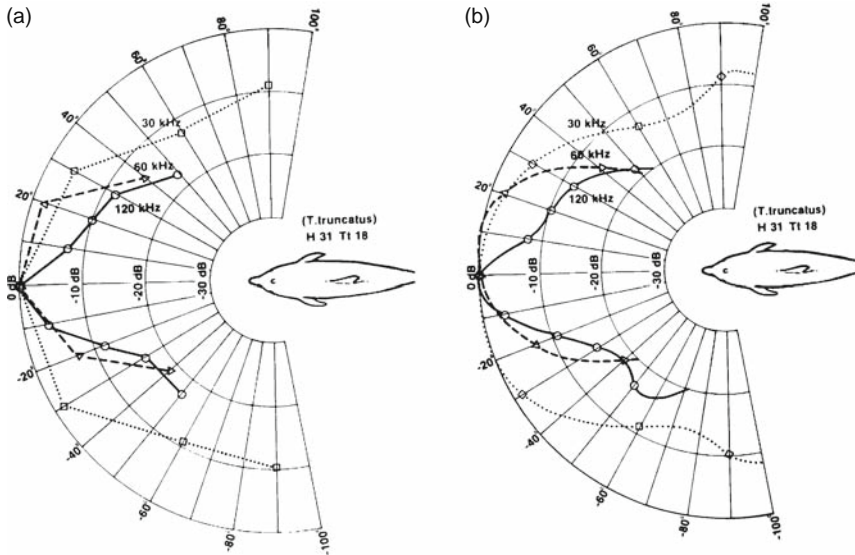 (a)
100°
80°
60°
40°
20°
0 dB
-10 dB
-20 dB
-30 dB
-20°
-40°
-60°
-80°
-100°
30 kHz
60 kHz
120 kHz
(T.truncatus)
H 31 Tt 18
(b)
100°
80°
60°
40°
20°
0 dB
-10 dB
-20 dB
-30 dB
-20°
-40°
-60°
-80°
-100°
30 kHz
60 kHz
120 kHz
(T.truncatus)
H 31 Tt 18